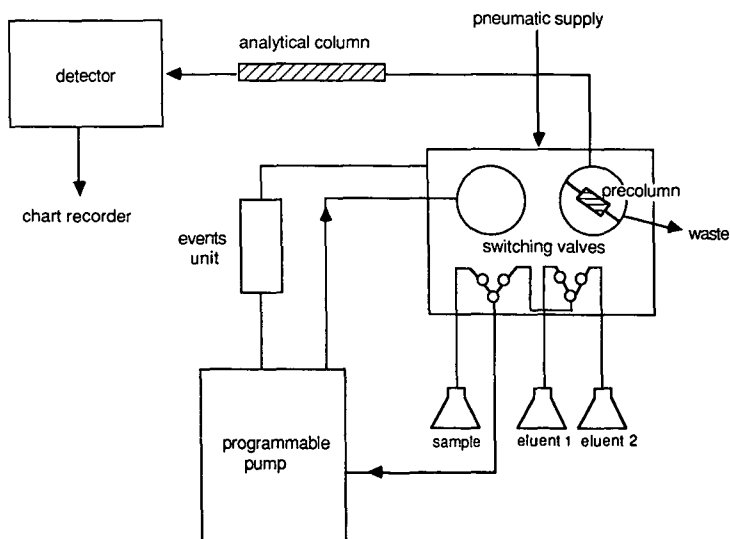 pneumatic supply
analytical column
detector
precolumn
chart recorder
events
unit
switching valves
waste
sample
eluent 1
eluent 2
programmable
pump